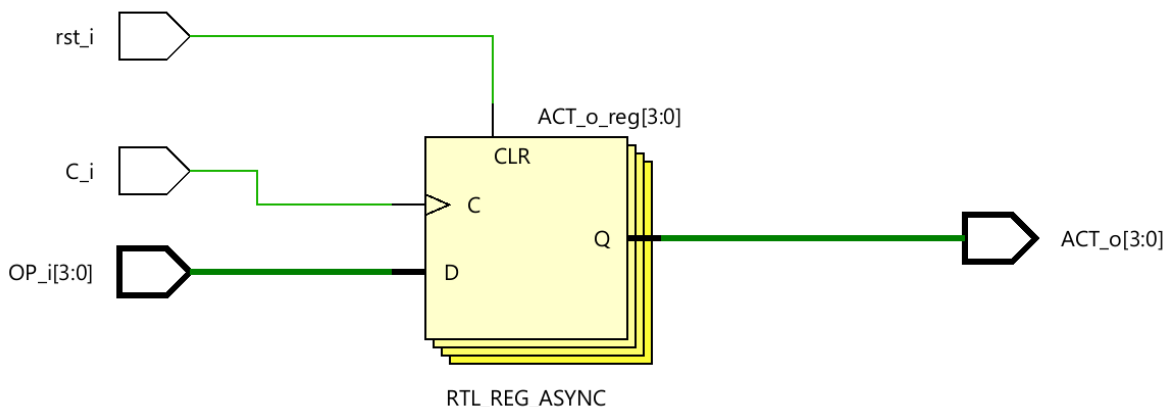 rst_i
ACT_o_reg[3:0]
CLR
C_i
C
Q
ACT_o[3:0]
OP_i[3:0]
D
RTL_REG_ASYNC